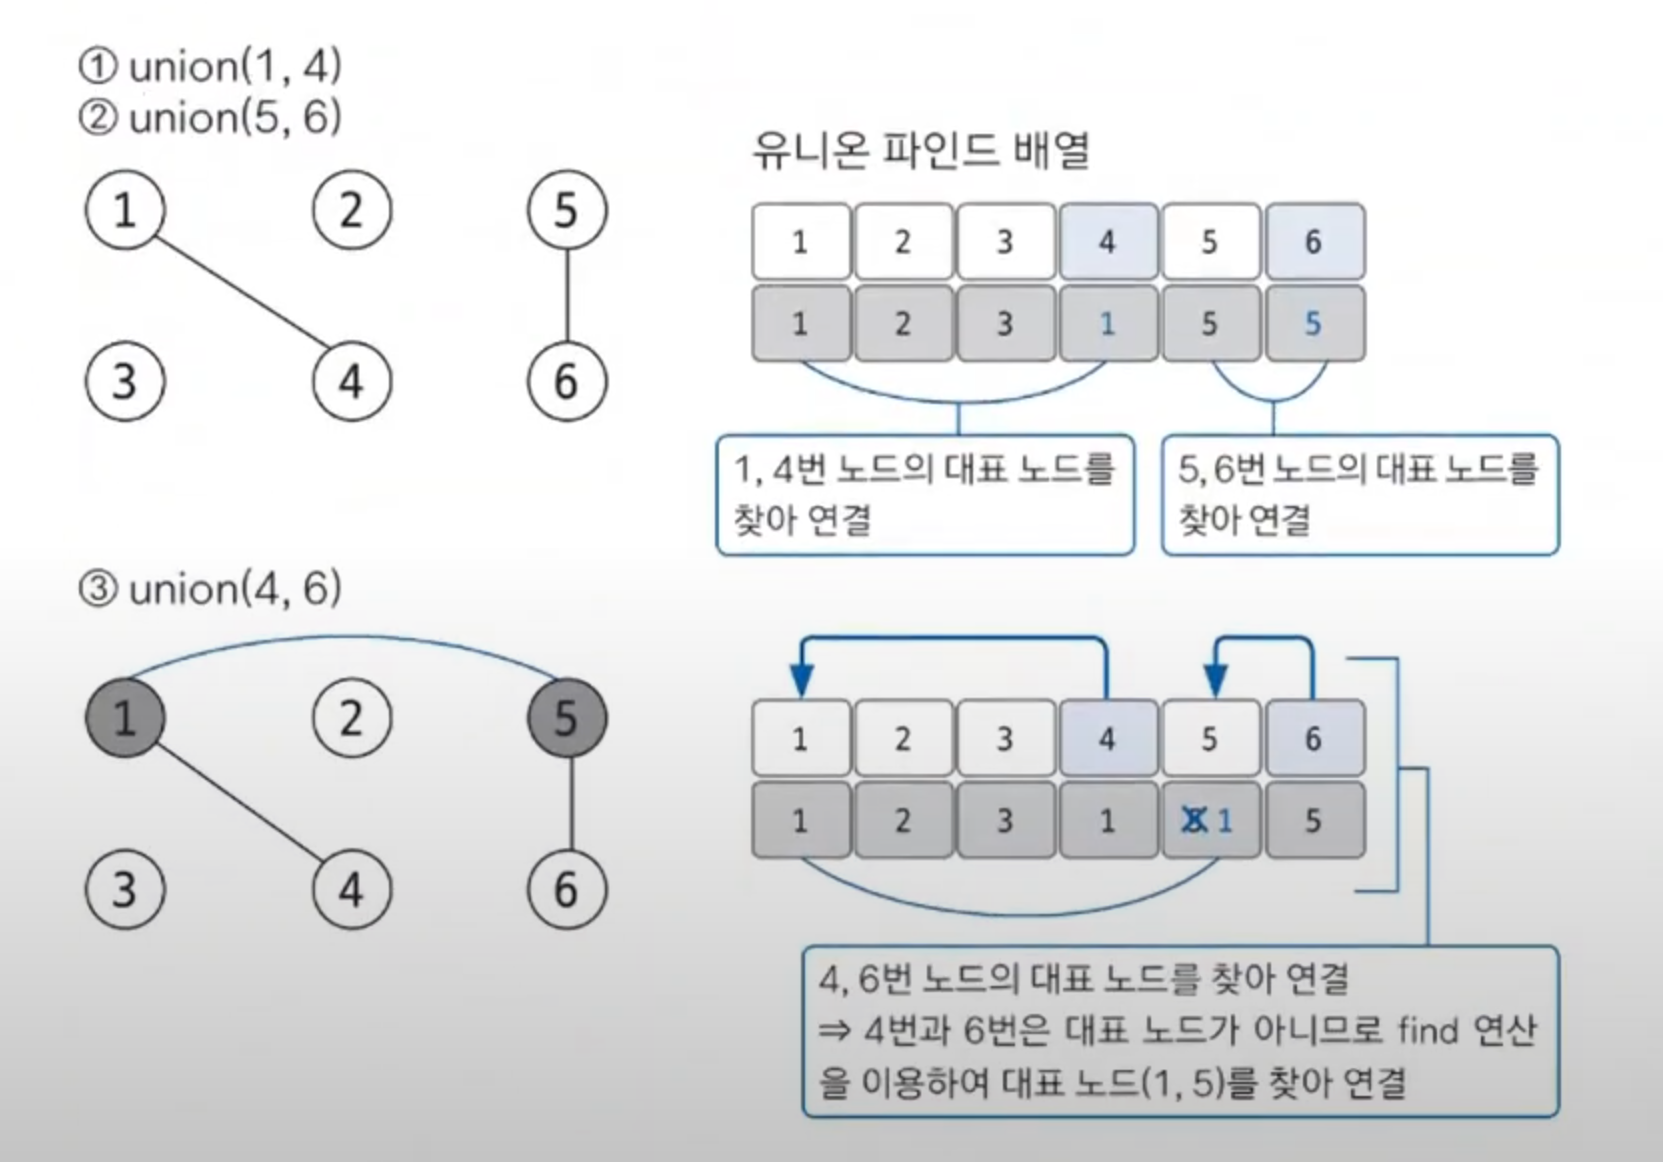 ① union(1, 4)
② union(5, 6)
1 2 5
3 4 6
유니온 파인드 배열
1 2 3 4 5 6
1 2 3 1 5 5
1, 4번 노드의 대표 노드를
찾아 연결
5, 6번 노드의 대표 노드를
찾아 연결
③ union(4, 6)
1 2 5
3 4 6
1 2 3 4 5 6
1 2 3 1 5 1 5
4, 6번 노드의 대표 노드를 찾아 연결
⇒ 4번과 6번은 대표 노드가 아니므로 find 연산
을 이용하여 대표 노드(1, 5)를 찾아 연결